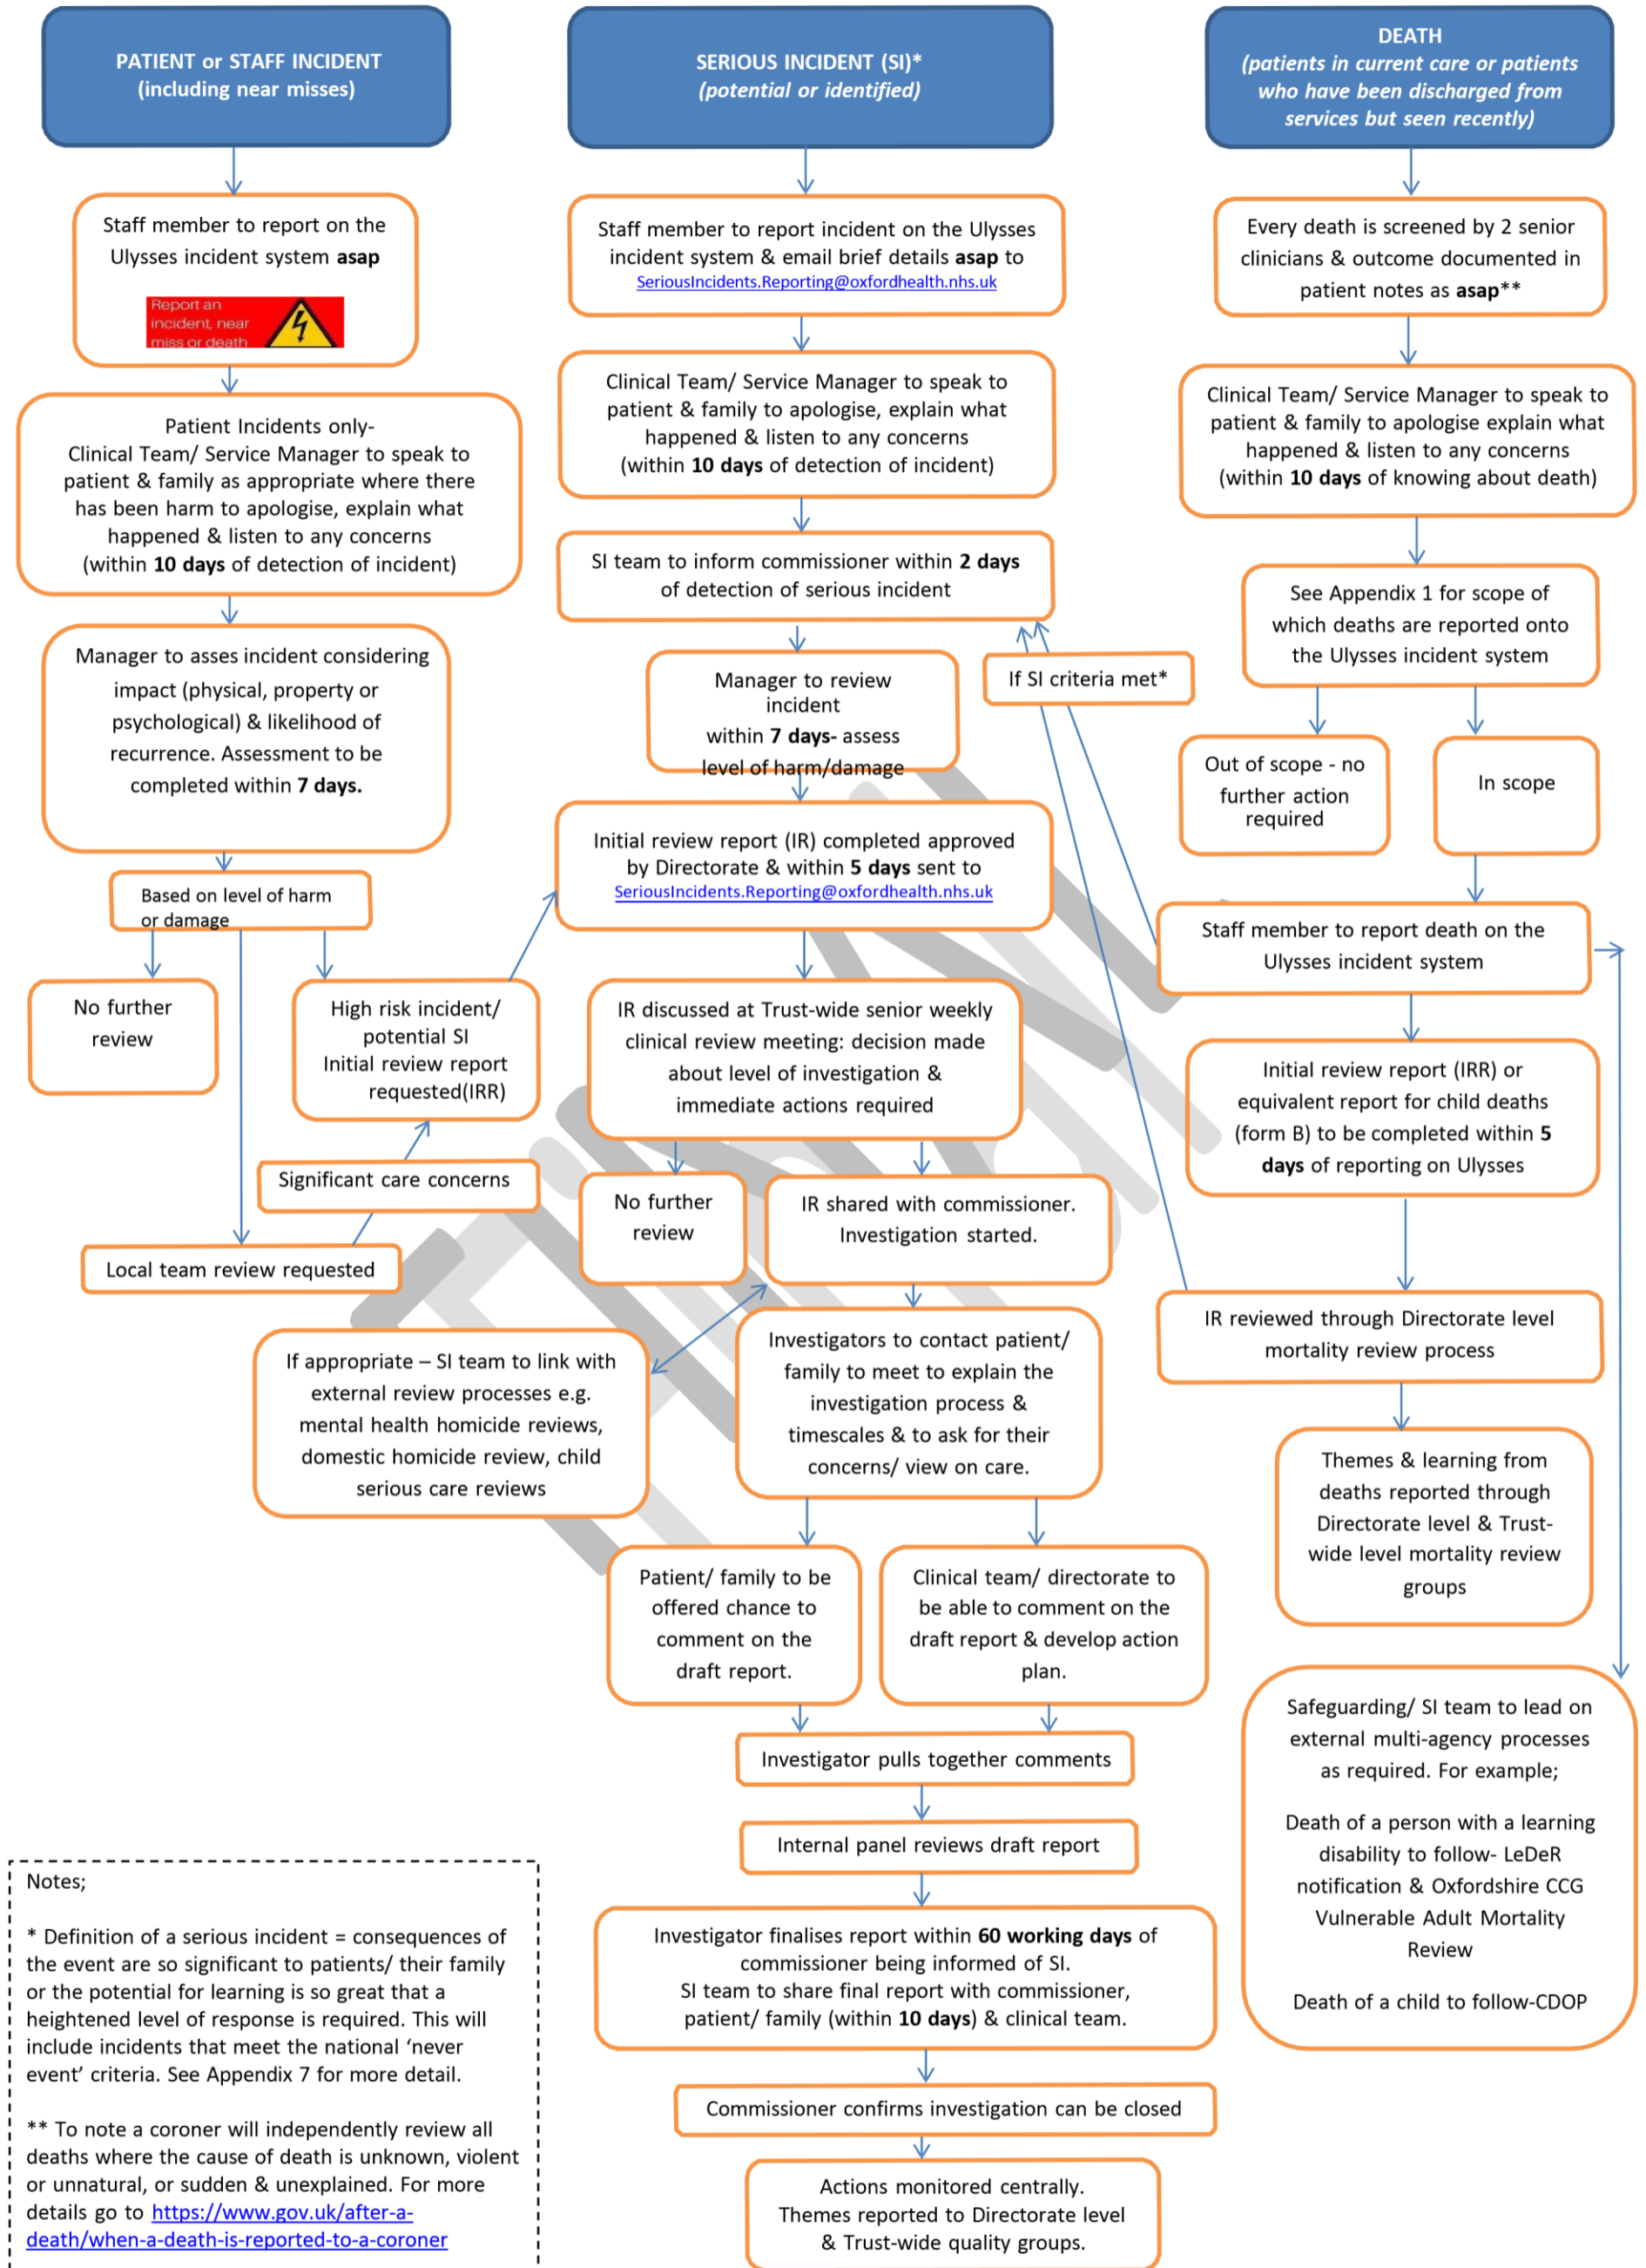 PATIENT or STAFF INCIDENT
(including near misses)
Staff member to report on the
Ulysses incident system asap
Report an
incident, near
miss or death
Patient Incidents only-
Clinical Team/ Service Manager to speak to
patient & family as appropriate where there
has been harm to apologise, explain what
happened & listen to any concerns
(within 10 days of detection of incident)
Manager to asses incident considering
impact (physical, property or
psychological) & likelihood of
recurrence. Assessment to be
completed within 7 days.
Based on level of harm
or damage
No further
review
High risk incident/
potential SI
Initial review report
requested(IRR)
Significant care concerns
Local team review requested
SERIOUS INCIDENT (SI)*
(potential or identified)
Staff member to report incident on the Ulysses
incident system & email brief details asap to
SeriousIncidents.Reporting@oxfordhealth.nhs.uk
Clinical Team/ Service Manager to speak to
patient & family to apologise, explain what
happened & listen to any concerns
(within 10 days of detection of incident)
SI team to inform commissioner within 2 days
of detection of serious incident
Manager to review
incident
within 7 days- assess
level of harm/damage
If SI criteria met*
Initial review report (IR) completed approved
by Directorate & within 5 days sent to
SeriousIncidents.Reporting@oxfordhealth.nhs.uk
IR discussed at Trust-wide senior weekly
clinical review meeting: decision made
about level of investigation &
immediate actions required
No further
review
IR shared with commissioner.
Investigation started.
If appropriate – SI team to link with
external review processes e.g.
mental health homicide reviews,
domestic homicide review, child
serious care reviews
Investigators to contact patient/
family to meet to explain the
investigation process &
timescales & to ask for their
concerns/ view on care.
Patient/ family to be
offered chance to
comment on the
draft report.
Clinical team/ directorate to
be able to comment on the
draft report & develop action
plan.
Investigator pulls together comments
Internal panel reviews draft report
Investigator finalises report within 60 working days of
commissioner being informed of SI.
SI team to share final report with commissioner,
patient/ family (within 10 days) & clinical team.
Commissioner confirms investigation can be closed
Actions monitored centrally.
Themes reported to Directorate level
& Trust-wide quality groups.
DEATH
(patients in current care or patients
who have been discharged from
services but seen recently)
Every death is screened by 2 senior
clinicians & outcome documented in
patient notes as asap**
Clinical Team/ Service Manager to speak to
patient & family to apologise explain what
happened & listen to any concerns
(within 10 days of knowing about death)
See Appendix 1 for scope of
which deaths are reported onto
the Ulysses incident system
Out of scope - no
further action
required
In scope
Staff member to report death on the
Ulysses incident system
Initial review report (IRR) or
equivalent report for child deaths
(form B) to be completed within 5
days of reporting on Ulysses
IR reviewed through Directorate level
mortality review process
Themes & learning from
deaths reported through
Directorate level & Trust-
wide level mortality review
groups
Safeguarding/ SI team to lead on
external multi-agency processes
as required. For example;
Death of a person with a learning
disability to follow- LeDeR
notification & Oxfordshire CCG
Vulnerable Adult Mortality
Review
Death of a child to follow-CDOP
Notes;
* Definition of a serious incident = consequences of
the event are so significant to patients/ their family
or the potential for learning is so great that a
heightened level of response is required. This will
include incidents that meet the national ‘never
event’ criteria. See Appendix 7 for more detail.
** To note a coroner will independently review all
deaths where the cause of death is unknown, violent
or unnatural, or sudden & unexplained. For more
details go to https://www.gov.uk/after-a-
death/when-a-death-is-reported-to-a-coroner